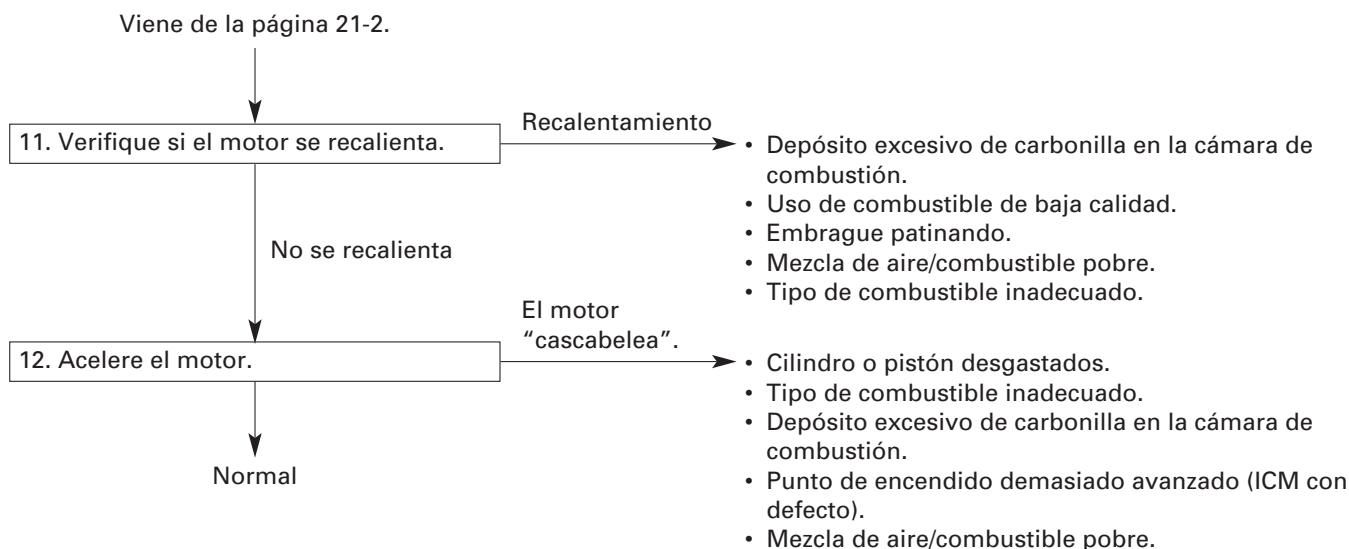 Viene de la página 21-2.
11. Verifique si el motor se recalienta.
Recalentamiento
• Depósito excesivo de carbonilla en la cámara de
combustión.
• Uso de combustible de baja calidad.
• Embrague patinando.
• Mezcla de aire/combustible pobre.
• Tipo de combustible inadecuado.
No se recalienta
12. Acelere el motor.
El motor
“cascabelea”.
• Cilindro o pistón desgastados.
• Tipo de combustible inadecuado.
• Depósito excesivo de carbonilla en la cámara de
combustión.
• Punto de encendido demasiado avanzado (ICM con
defecto).
• Mezcla de aire/combustible pobre.
Normal